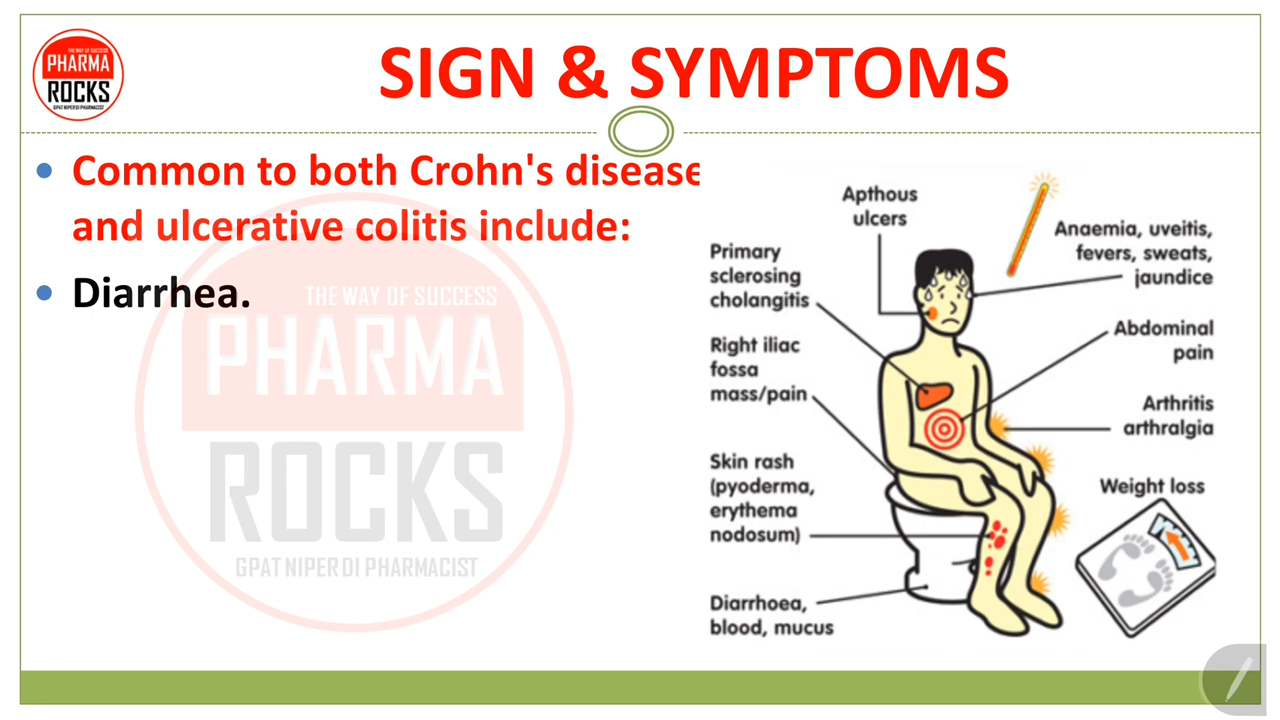 THE WAY OF SUCCESS
PHARMA
ROCKS
GPAT NIPER DI PHARMACIST
SIGN & SYMPTOMS
• Common to both Crohn's disease
and ulcerative colitis include:
• Diarrhea.
THE WAY OF SUCCESS
PHARMA
ROCKS
GPAT NIPER DI PHARMACIST
Apthous
ulcers
Primary
sclerosing
cholangitis
Right iliac
fossa
mass/pain
Skin rash
(pyoderma,
erythema
nodosum)
Diarrhoea,
blood, mucus
Anaemia, uveitis,
fevers, sweats,
jaundice
Abdominal
pain
Arthritis
arthralgia
Weight loss